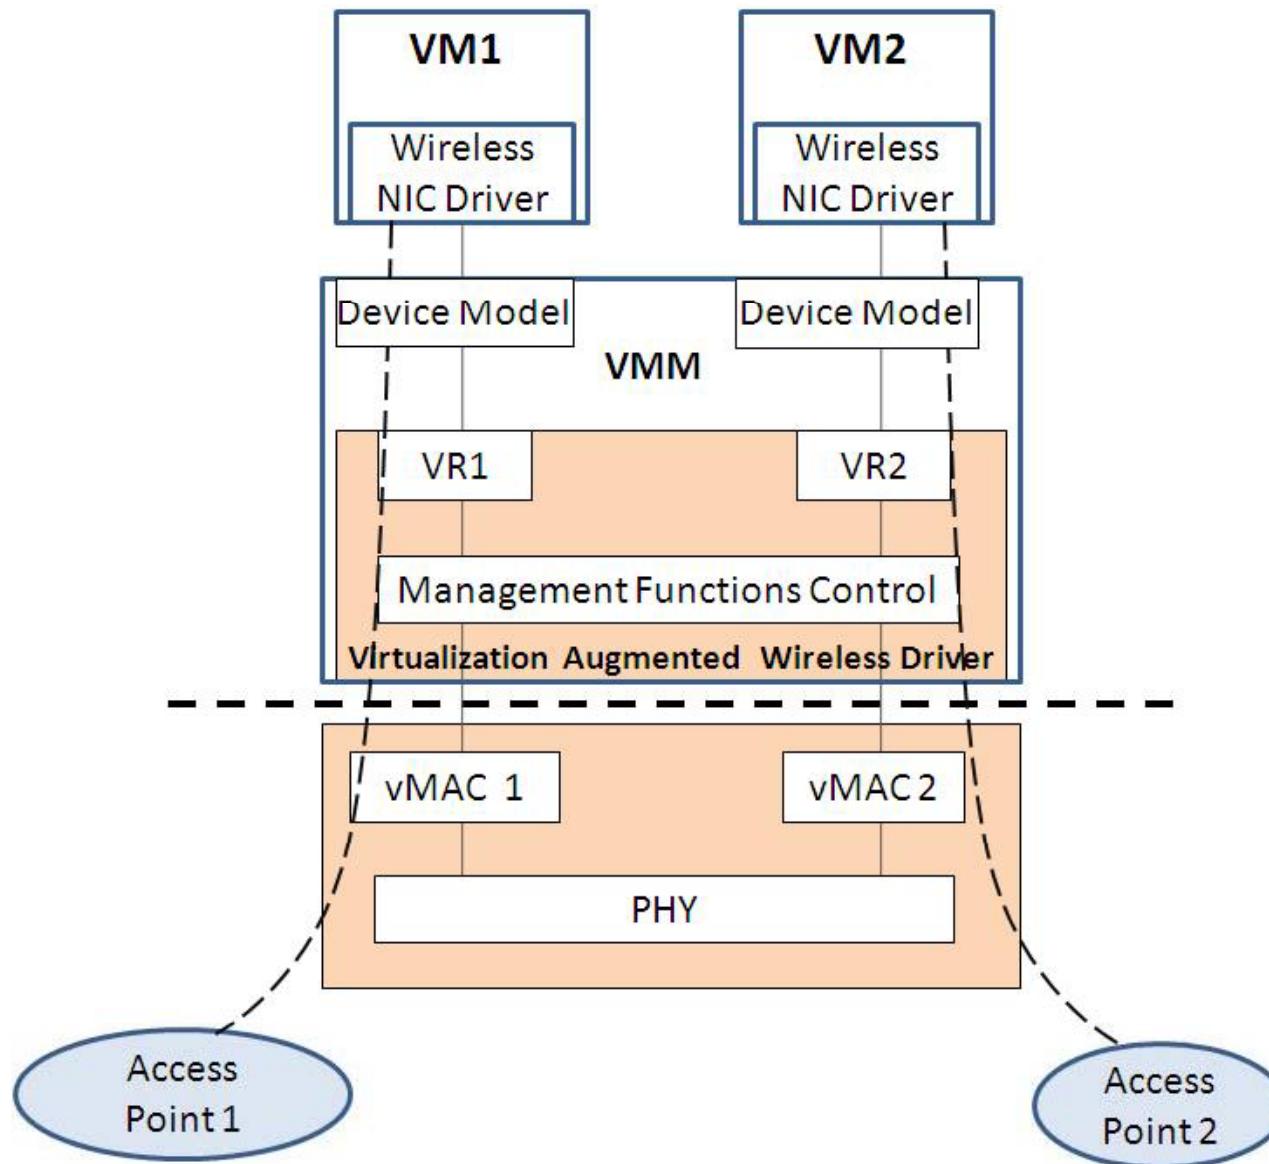 VM1
VM2
Wireless
NIC Driver
Wireless
NIC Driver
Device Model
Device Model
VMM
VR1
VR2
Management Functions Control
Virtualization Augmented Wireless Driver
vMAC 1
vMAC 2
PHY
Access
Point 1
Access
Point 2